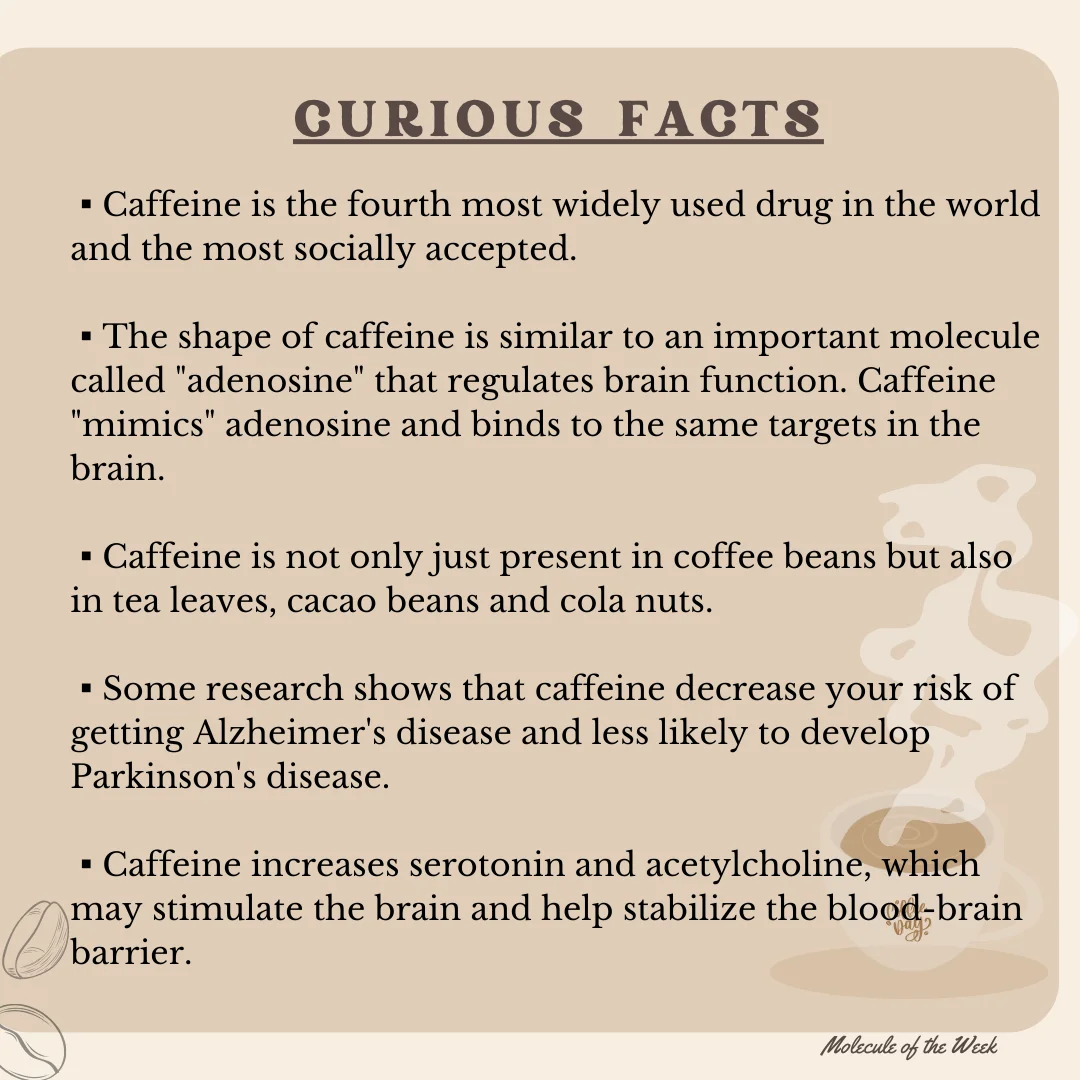 CURIOUS FACTS
▪ Caffeine is the fourth most widely used drug in the world
and the most socially accepted.
▪ The shape of caffeine is similar to an important molecule
called "adenosine" that regulates brain function. Caffeine
"mimics" adenosine and binds to the same targets in the
brain.
▪ Caffeine is not only just present in coffee beans but also
in tea leaves, cacao beans and cola nuts.
▪ Some research shows that caffeine decrease your risk of
getting Alzheimer's disease and less likely to develop
Parkinson's disease.
▪ Caffeine increases serotonin and acetylcholine, which
may stimulate the brain and help stabilize the blood-brain
barrier.
Day
Molecule of the Week